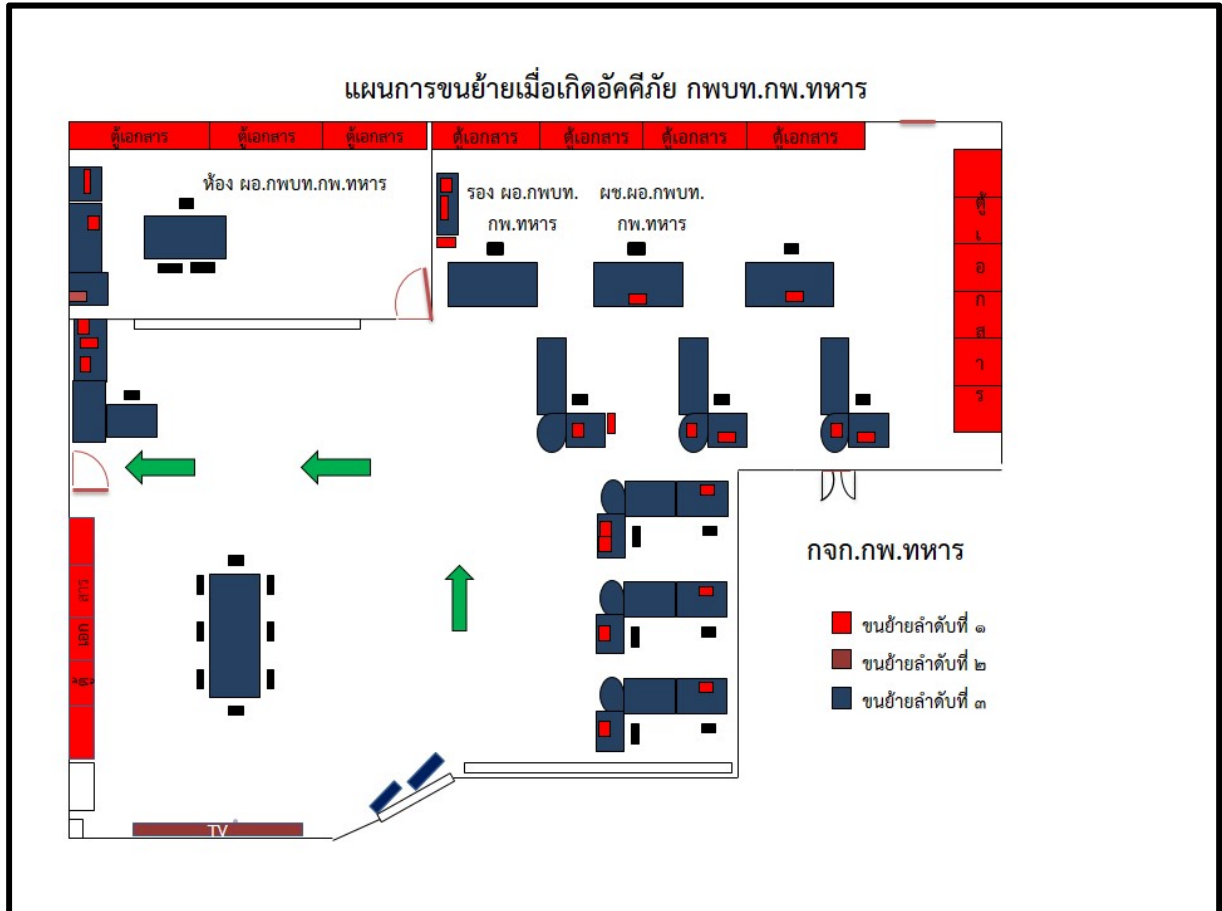 แผนการขนย้ายเมื่อเกิดอัคคีภัย กพบท.กพ.ทหาร
ตู้เอกสาร ตู้เอกสาร ตู้เอกสาร ตู้เอกสาร ตู้เอกสาร ตู้เอกสาร ตู้เอกสาร
ห้อง ผอ.กพบท.กพ.ทหาร
รอง ผอ.กพบท.
กพ.ทหาร
ผช.ผอ.กพบท.
กพ.ทหาร
ตู้เอกสาร
ตู้เอกสาร
กจก.กพ.ทหาร
ขนย้ายลำดับที่ ๑
ขนย้ายลำดับที่ ๒
ขนย้ายลำดับที่ ๓
TV